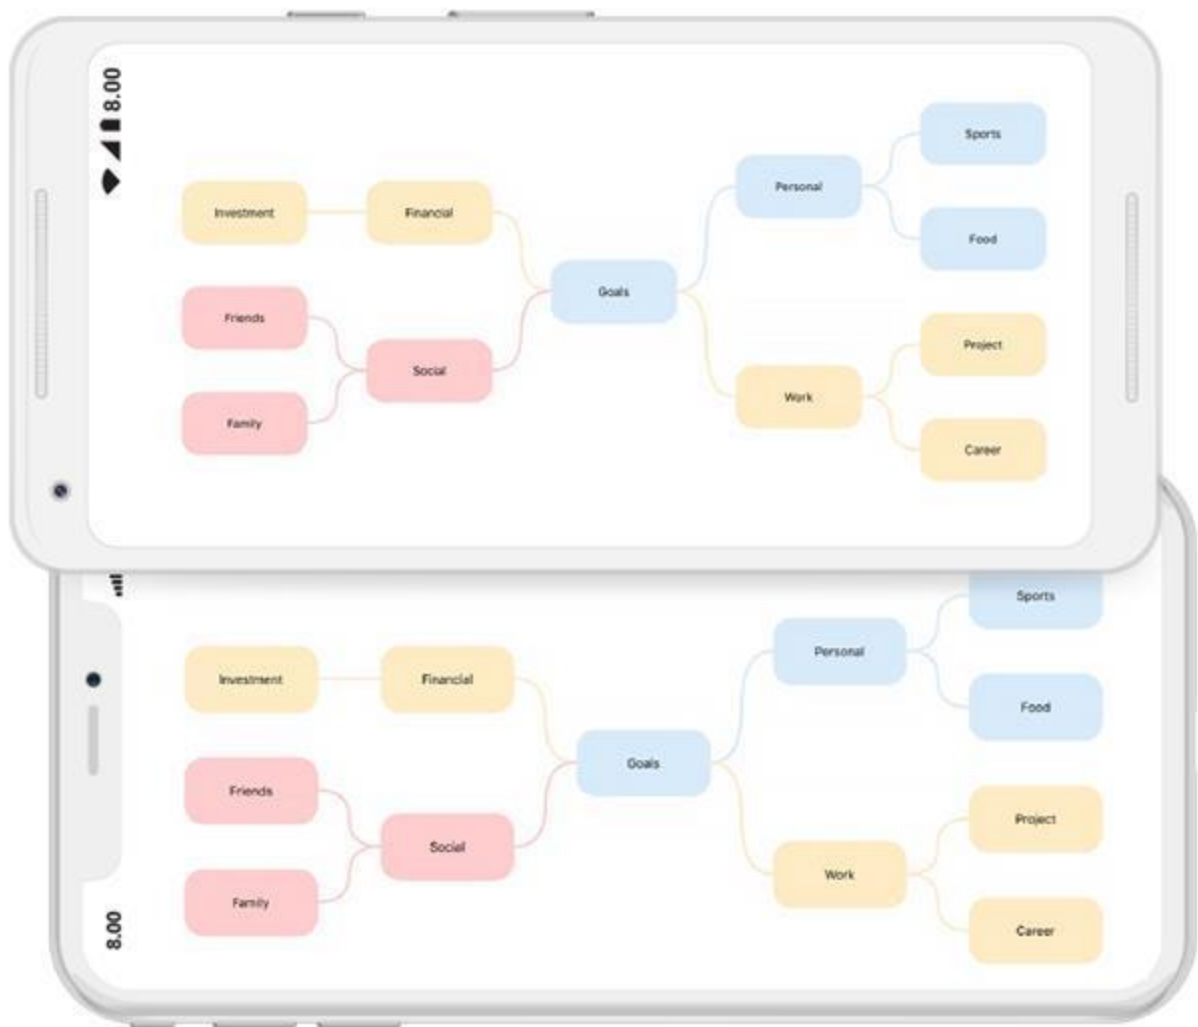 8.00
Sports
Personal
Investment
Financial
Food
Goals
Friends
Project
Social
Work
Family
Career
Sports
Personal
Investment
Financial
Food
Goals
Friends
Project
Social
Work
Family
8.00
Career